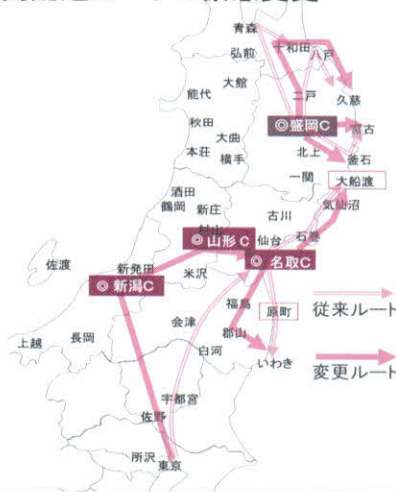 青森
弘前
十和田
八戸
二戸
久慈
能代
大館
◎盛岡C
宮古
秋田
大曲
北上
釜石
本荘
横手
一関
大船渡
酒田
鶴岡
新庄
古川
気仙沼
石巻
◎山形C
仙台
◎名取C
佐渡
新発田
米沢
◎新潟C
福島
原町
従来ルート
会津
郡山
上越
長岡
白河
いわき
変更ルート
宇都宮
佐野
所沢
東京